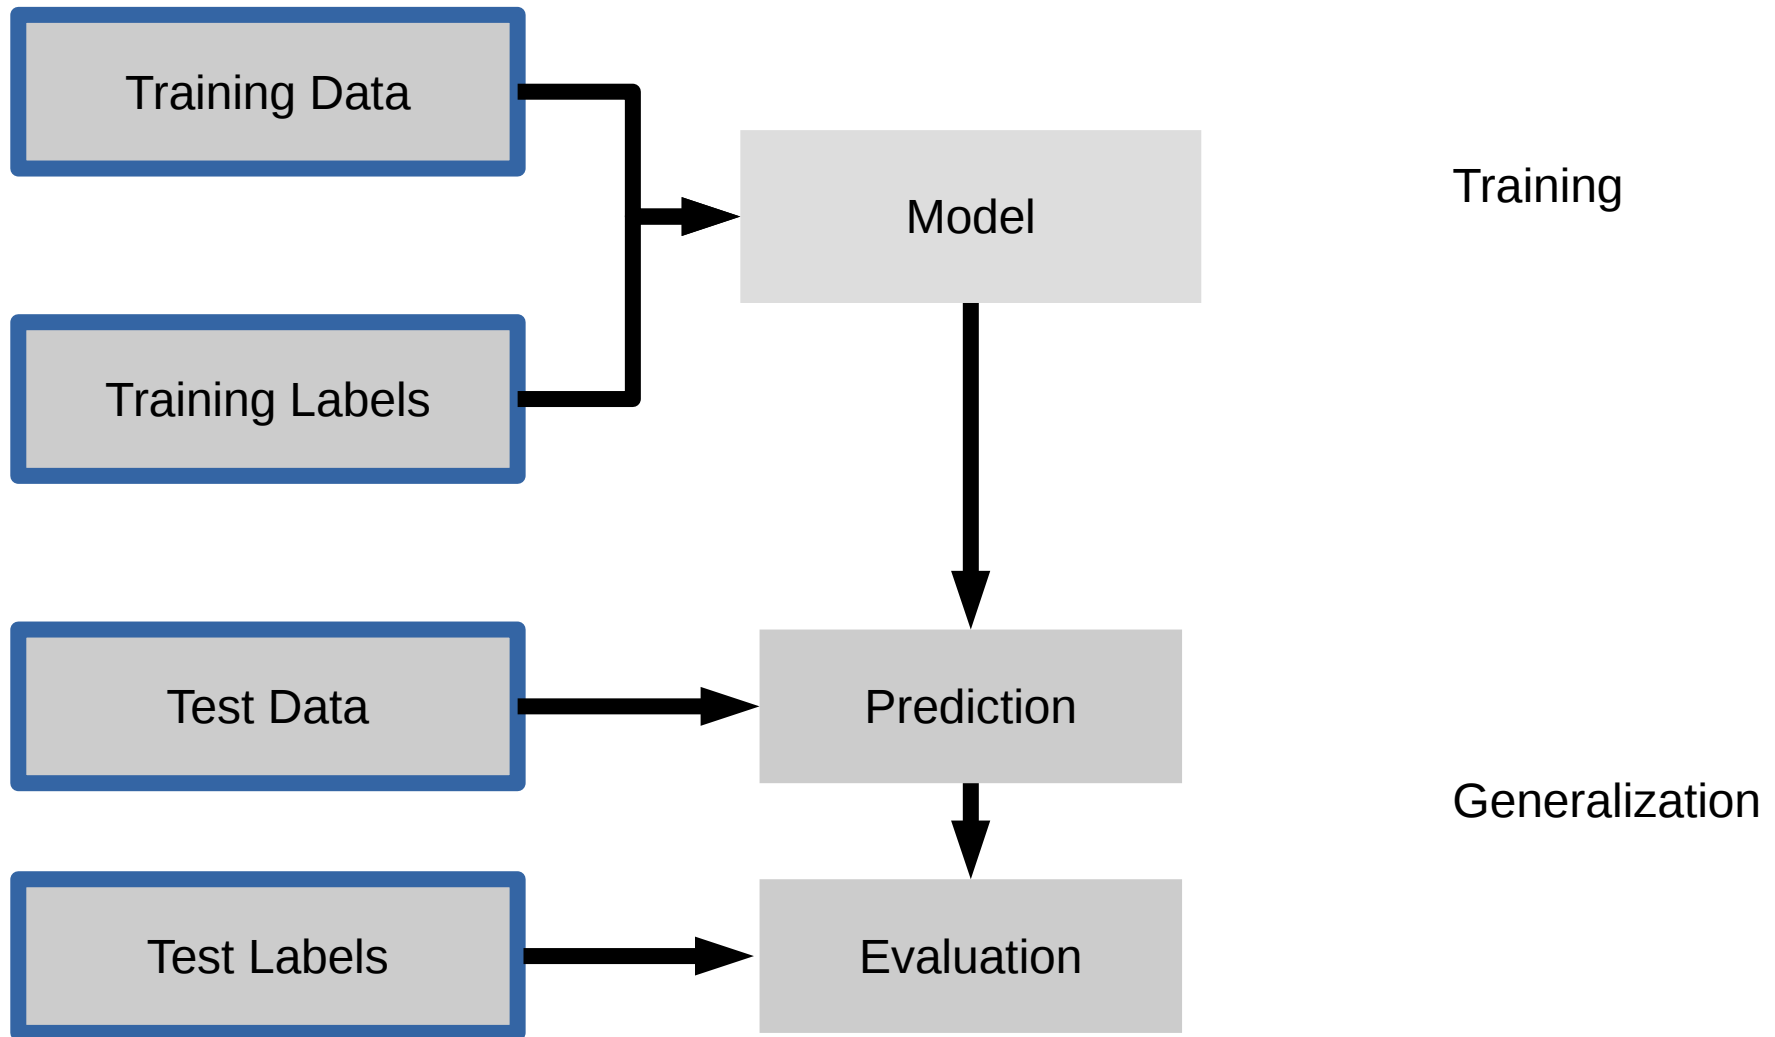 Training Data
Model
Training
Training Labels
Test Data
Prediction
Generalization
Test Labels
Evaluation